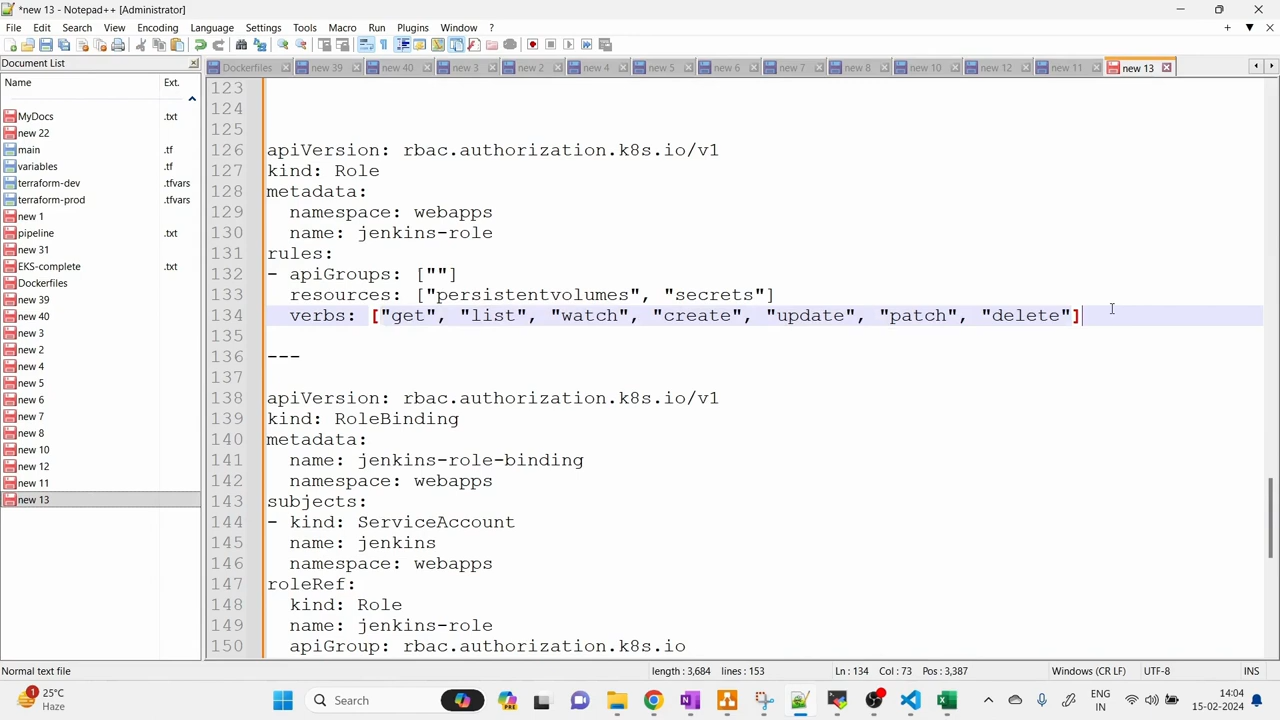 *new 13 - Notepad++ [Administrator]
File Edit Search View Encoding Language Settings Tools Macro Run Plugins Window ?
Document List
Dockerfiles new 39 new 40 new 3 new 2 new 4 new 5 new 6 new 7 new 8 new 10 new 12 new 11 new 13
Name Ext.
MyDocs .txt
new 22
main .tf
variables .tf
terraform-dev .tfvars
terraform-prod .tfvars
new 1
pipeline .txt
new 31
EKS-complete .txt
Dockerfiles
new 39
new 40
new 3
new 2
new 4
new 5
new 6
new 7
new 8
new 10
new 12
new 11
new 13
123
124
125
126 apiVersion: rbac.authorization.k8s.io/v1
127 kind: Role
128 metadata:
129 namespace: webapps
130 name: jenkins-role
131 rules:
132 - apiGroups: [""]
133 resources: ["persistentvolumes", "secrets"]
134 verbs: ["get", "list", "watch", "create", "update", "patch", "delete"]
135
136 ---
137
138 apiVersion: rbac.authorization.k8s.io/v1
139 kind: RoleBinding
140 metadata:
141 name: jenkins-role-binding
142 namespace: webapps
143 subjects:
144 - kind: ServiceAccount
145 name: jenkins
146 namespace: webapps
147 roleRef:
148 kind: Role
149 name: jenkins-role
150 apiGroup: rbac.authorization.k8s.io
Normal text file length : 3,684 lines : 153 Ln : 134 Col : 73 Pos : 3,387 Windows (CR LF) UTF-8 INS
1 25°C
Haze
Search
PRE
ENG
IN
14:04
15-02-2024